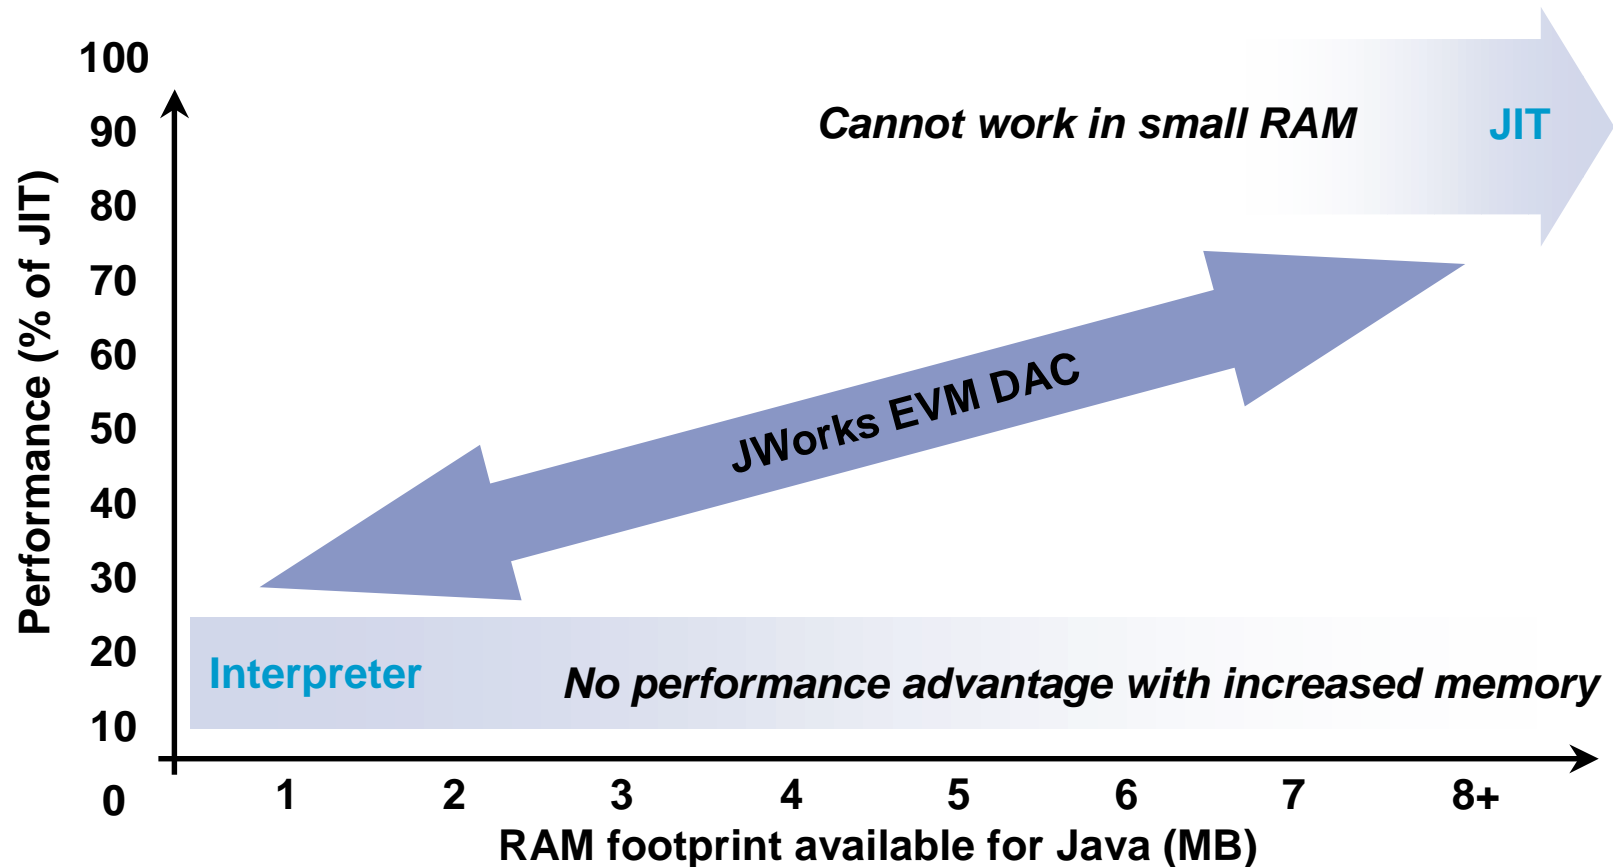 100
90
80
70
60
50
40
30
20
10
0
Performance (% of JIT)
Cannot work in small RAM
JIT
JWorks EVM DAC
Interpreter
No performance advantage with increased memory
1 2 3 4 5 6 7 8+
RAM footprint available for Java (MB)